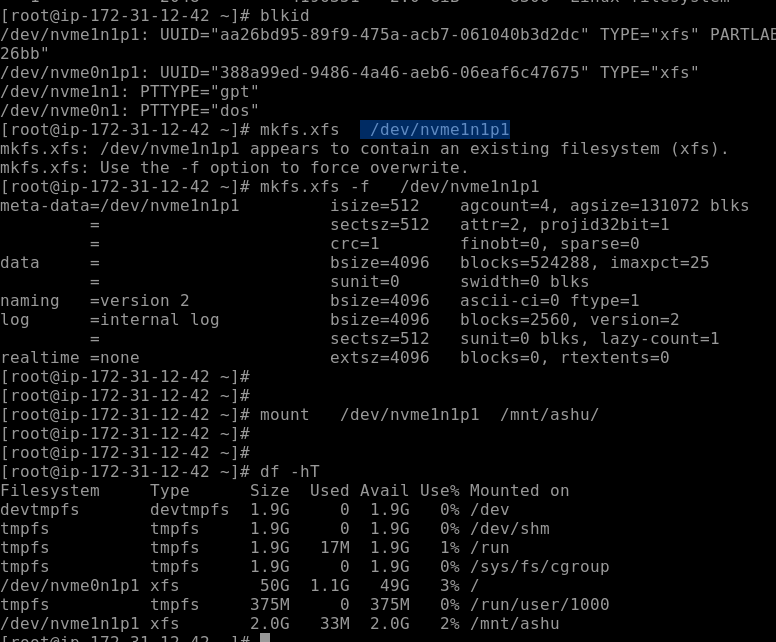 [root@ip-172-31-12-42 ~]# blkid
/dev/nvme1n1p1: UUID="aa26bd95-89f9-475a-acb7-061040b3d2dc" TYPE="xfs" PARTLAB
26bb"
/dev/nvme0n1p1: UUID="388a99ed-9486-4a46-aeb6-06eaf6c47675" TYPE="xfs"
/dev/nvme1n1: PTTYPE="gpt"
/dev/nvme0n1: PTTYPE="dos"
[root@ip-172-31-12-42 ~]# mkfs.xfs   /dev/nvme1n1p1
mkfs.xfs: /dev/nvme1n1p1 appears to contain an existing filesystem (xfs).
mkfs.xfs: Use the -f option to force overwrite.
[root@ip-172-31-12-42 ~]# mkfs.xfs -f   /dev/nvme1n1p1
meta-data=/dev/nvme1n1p1         isize=512    agcount=4, agsize=131072 blks
         =                       sectsz=512   attr=2, projid32bit=1
         =                       crc=1        finobt=0, sparse=0
data     =                       bsize=4096   blocks=524288, imaxpct=25
         =                       sunit=0      swidth=0 blks
naming   =version 2              bsize=4096   ascii-ci=0 ftype=1
log      =internal log           bsize=4096   blocks=2560, version=2
         =                       sectsz=512   sunit=0 blks, lazy-count=1
realtime =none                   extsz=4096   blocks=0, rtextents=0
[root@ip-172-31-12-42 ~]#
[root@ip-172-31-12-42 ~]#
[root@ip-172-31-12-42 ~]# mount   /dev/nvme1n1p1  /mnt/ashu/
[root@ip-172-31-12-42 ~]#
[root@ip-172-31-12-42 ~]#
[root@ip-172-31-12-42 ~]# df -hT
Filesystem     Type      Size  Used Avail Use% Mounted on
devtmpfs       devtmpfs  1.9G     0  1.9G   0% /dev
tmpfs          tmpfs     1.9G     0  1.9G   0% /dev/shm
tmpfs          tmpfs     1.9G   17M  1.9G   1% /run
tmpfs          tmpfs     1.9G     0  1.9G   0% /sys/fs/cgroup
/dev/nvme0n1p1 xfs        50G  1.1G   49G   3% /
tmpfs          tmpfs     375M     0  375M   0% /run/user/1000
/dev/nvme1n1p1 xfs       2.0G   33M  2.0G   2% /mnt/ashu
[root@ip-172-31-12-42 ~]#